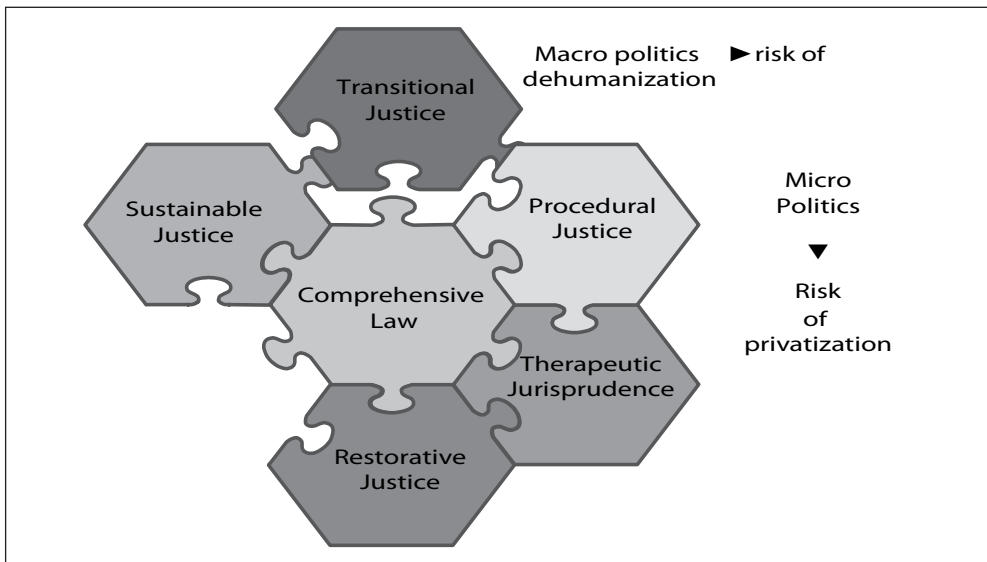 Transitional
Justice
Macro politics ► risk of
dehumanization
Sustainable
Justice
Procedural
Justice
Micro
Politics
▼
Risk
of
privatization
Comprehensive
Law
Therapeutic
Jurisprudence
Restorative
Justice